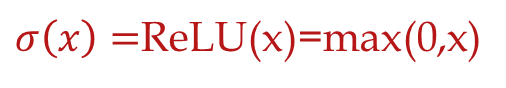 σ(x) =ReLU(x)=max(0,x)